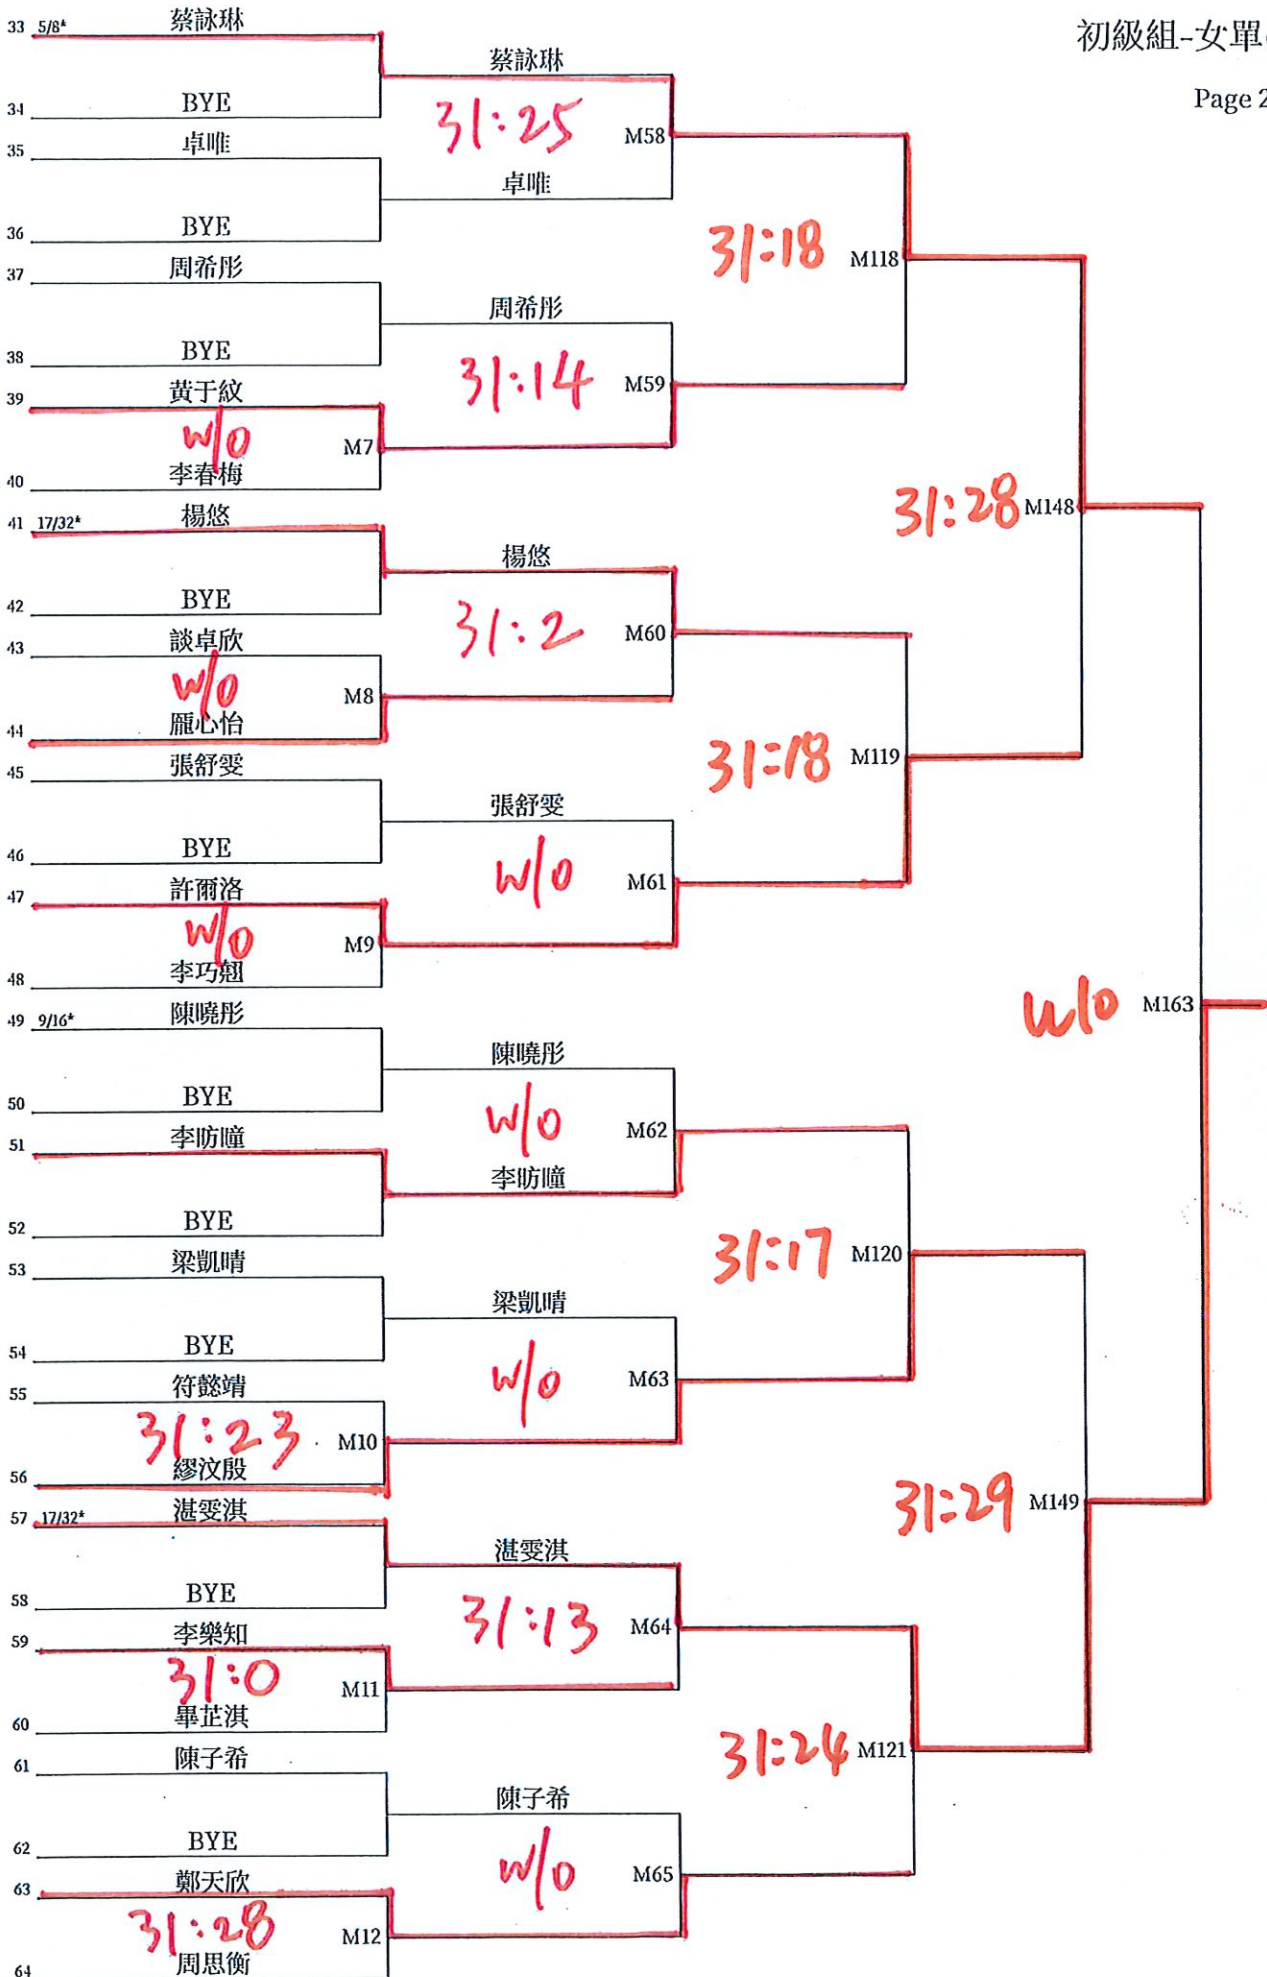 初級組-女單
Page 2
33 5/8* 蔡詠琳
蔡詠琳
34 BYE
31:25 M58
35 卓唯
卓唯
36 BYE
31:18 M118
37 周希彤
周希彤
38 BYE
31:14 M59
39 黃于紋
W/O M7
40 李春梅
31:28 M148
41 17/32* 楊悠
楊悠
42 BYE
31:2 M60
43 談卓欣
W/O M8
44 龎心怡
31:18 M119
45 張舒雯
張舒雯
46 BYE
W/O M61
47 許爾洛
W/O M9
48 李巧翹
W/O M163
49 9/16* 陳曉彤
陳曉彤
50 BYE
W/O M62
51 李昉瞳
李昉瞳
52 BYE
31:17 M120
53 梁凱晴
梁凱晴
54 BYE
W/O M63
55 符懿靖
31:23 M10
56 繆汶殷
31:29 M149
57 17/32* 湛雯淇
湛雯淇
58 BYE
31:13 M64
59 李樂知
31:0 M11
60 畢芷淇
31:24 M121
61 陳子希
陳子希
62 BYE
W/O M65
63 鄭天欣
31:28 M12
64 周思衡